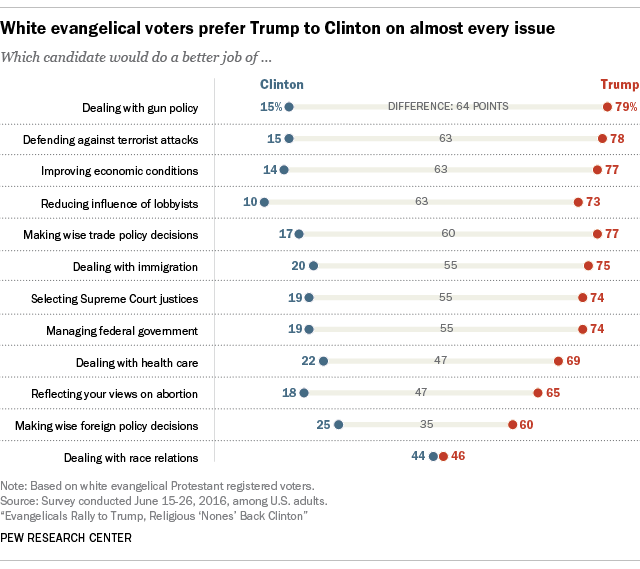 White evangelical voters prefer Trump to Clinton on almost every issue
Which candidate would do a better job of ...
Clinton Trump
Dealing with gun policy 15% DIFFERENCE: 64 POINTS 79%
Defending against terrorist attacks 15 63 78
Improving economic conditions 14 63 77
Reducing influence of lobbyists 10 63 73
Making wise trade policy decisions 17 60 77
Dealing with immigration 20 55 75
Selecting Supreme Court justices 19 55 74
Managing federal government 19 55 74
Dealing with health care 22 47 69
Reflecting your views on abortion 18 47 65
Making wise foreign policy decisions 25 35 60
Dealing with race relations 44 46
Note: Based on white evangelical Protestant registered voters.
Source: Survey conducted June 15-26, 2016, among U.S. adults.
“Evangelicals Rally to Trump, Religious ‘Nones’ Back Clinton”
PEW RESEARCH CENTER